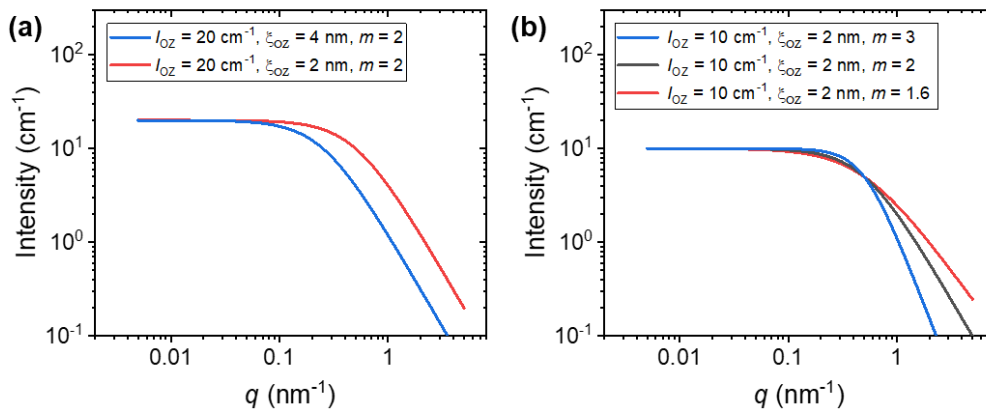 (a)
I_OZ = 20 cm⁻¹, ξ_OZ = 4 nm, m = 2
I_OZ = 20 cm⁻¹, ξ_OZ = 2 nm, m = 2
Intensity (cm⁻¹)
10²
10¹
10⁰
10⁻¹
0.01 0.1 1
q (nm⁻¹)
(b)
I_OZ = 10 cm⁻¹, ξ_OZ = 2 nm, m = 3
I_OZ = 10 cm⁻¹, ξ_OZ = 2 nm, m = 2
I_OZ = 10 cm⁻¹, ξ_OZ = 2 nm, m = 1.6
Intensity (cm⁻¹)
10²
10¹
10⁰
10⁻¹
0.01 0.1 1
q (nm⁻¹)